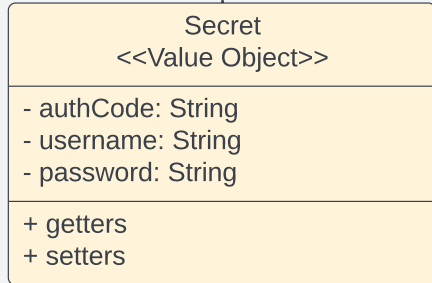 Secret
<<Value Object>>
- authCode: String
- username: String
- password: String
+ getters
+ setters